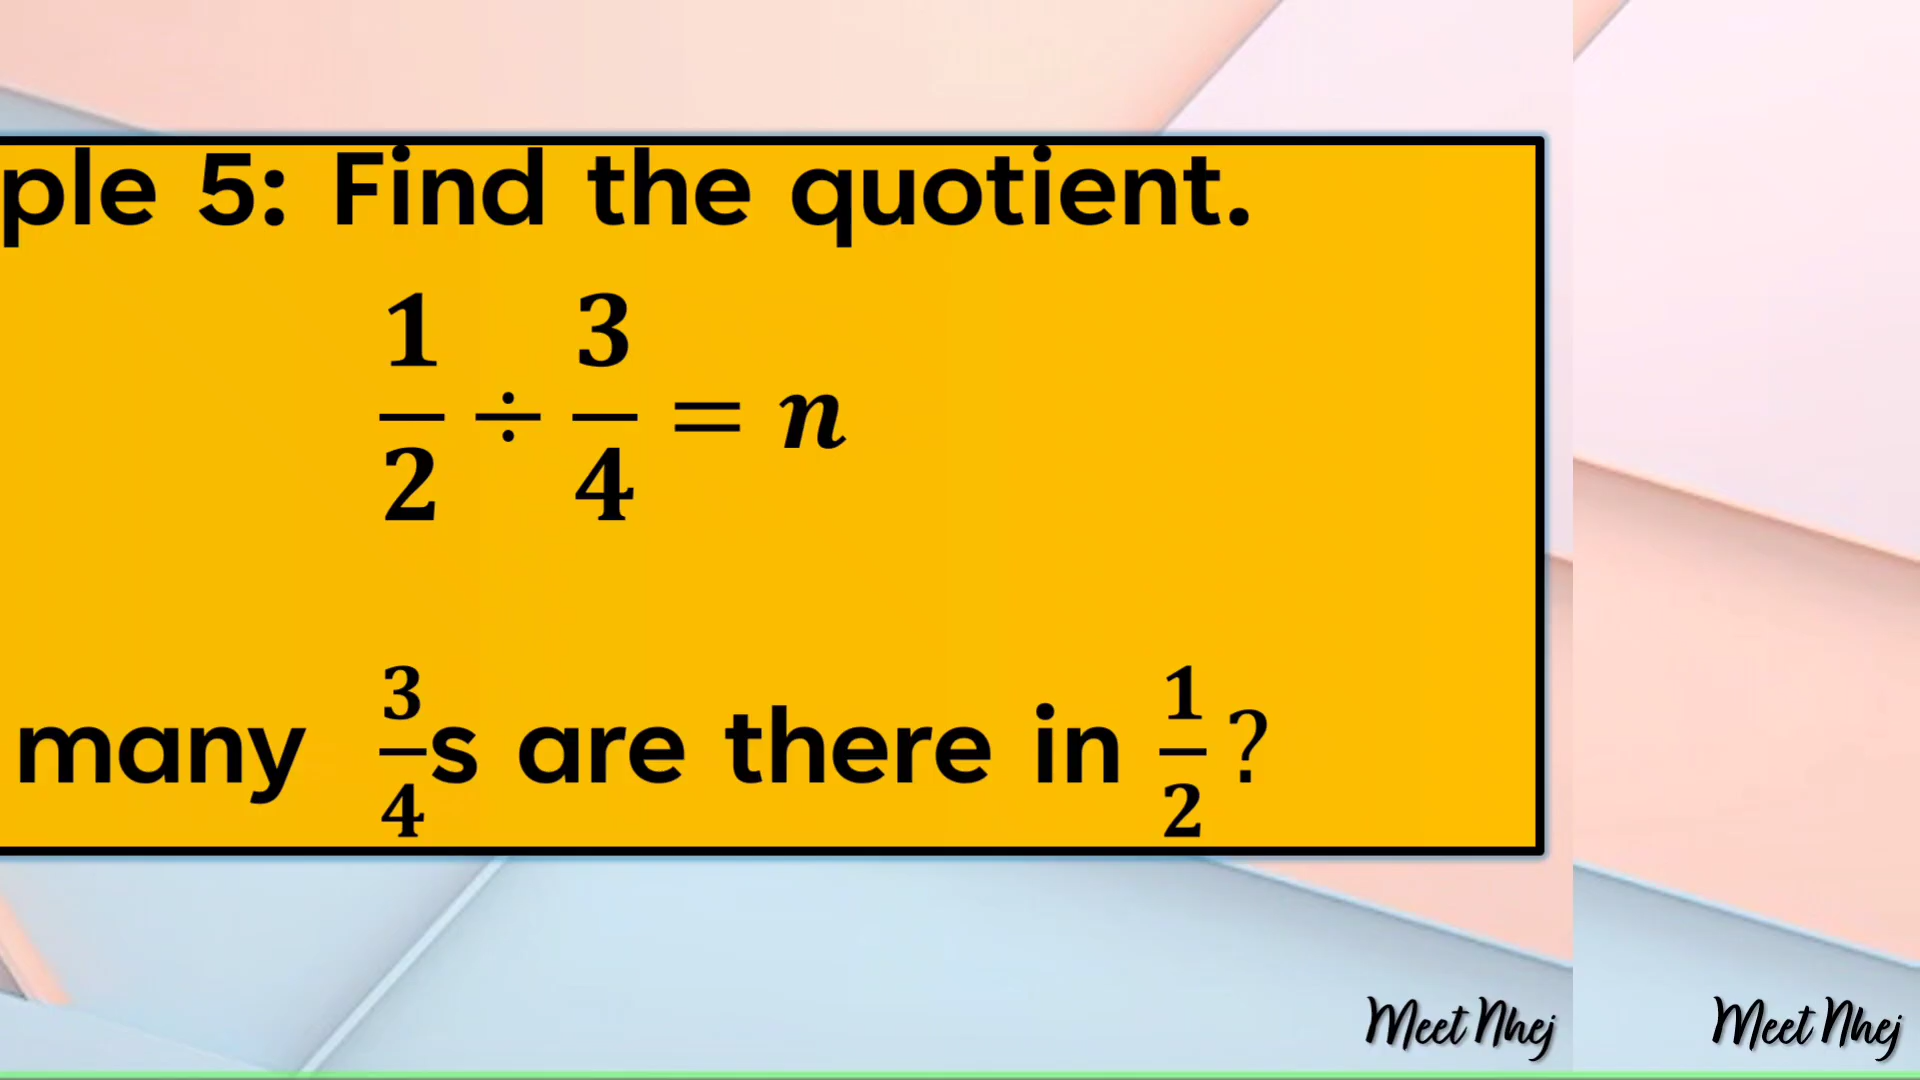 ple 5: Find the quotient.
1/2 ÷ 3/4 = n
many 3/4s are there in 1/2?
Meet Nhej Meet Nhej